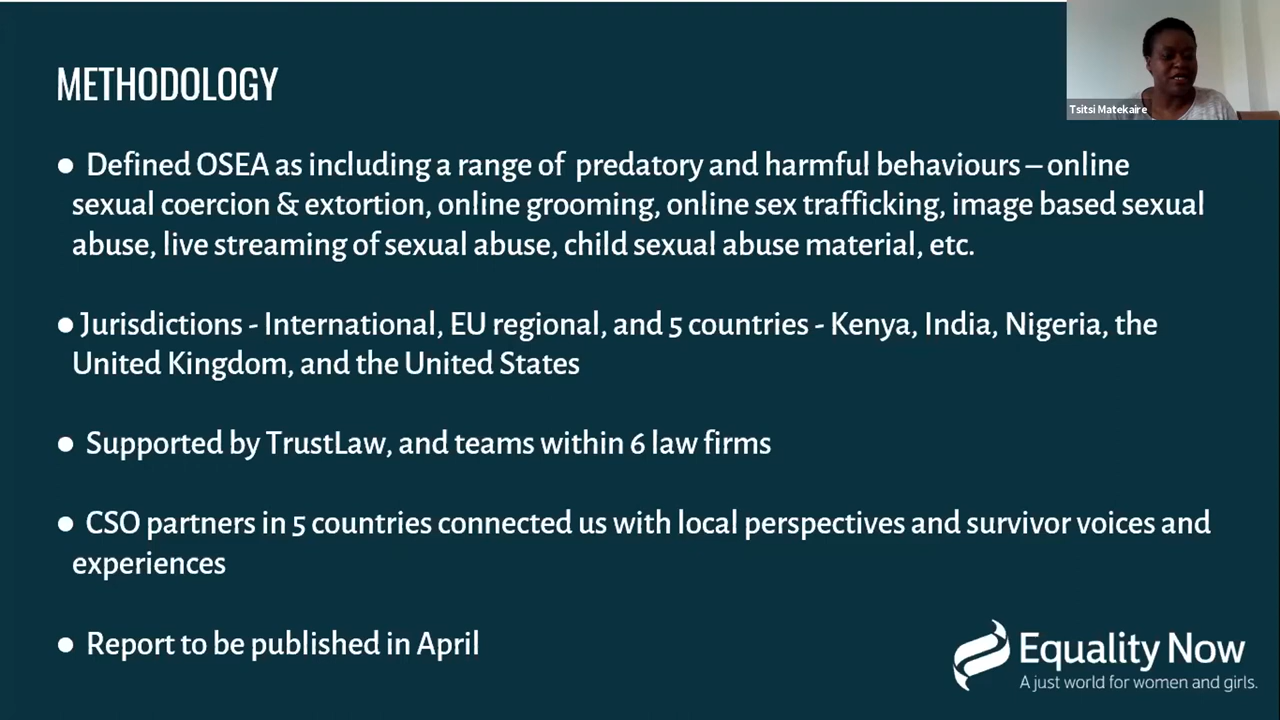 METHODOLOGY
Tsitsi Matekaire
● Defined OSEA as including a range of predatory and harmful behaviours – online
sexual coercion & extortion, online grooming, online sex trafficking, image based sexual
abuse, live streaming of sexual abuse, child sexual abuse material, etc.
● Jurisdictions - International, EU regional, and 5 countries - Kenya, India, Nigeria, the
United Kingdom, and the United States
● Supported by TrustLaw, and teams within 6 law firms
● CSO partners in 5 countries connected us with local perspectives and survivor voices and
experiences
● Report to be published in April
Equality Now
A just world for women and girls.